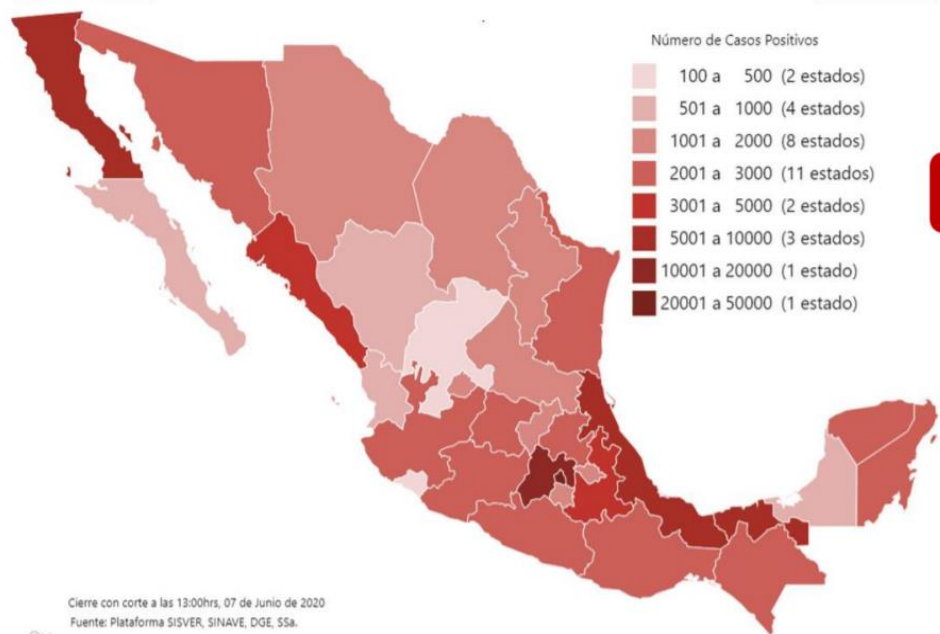 Número de Casos Positivos
100 a 500 (2 estados)
501 a 1000 (4 estados)
1001 a 2000 (8 estados)
2001 a 3000 (11 estados)
3001 a 5000 (2 estados)
5001 a 10000 (3 estados)
10001 a 20000 (1 estado)
20001 a 50000 (1 estado)
Cierre con corte a las 13:00hrs, 07 de Junio de 2020
Fuente: Plataforma SISVER, SINAVE, DGE, SSa.